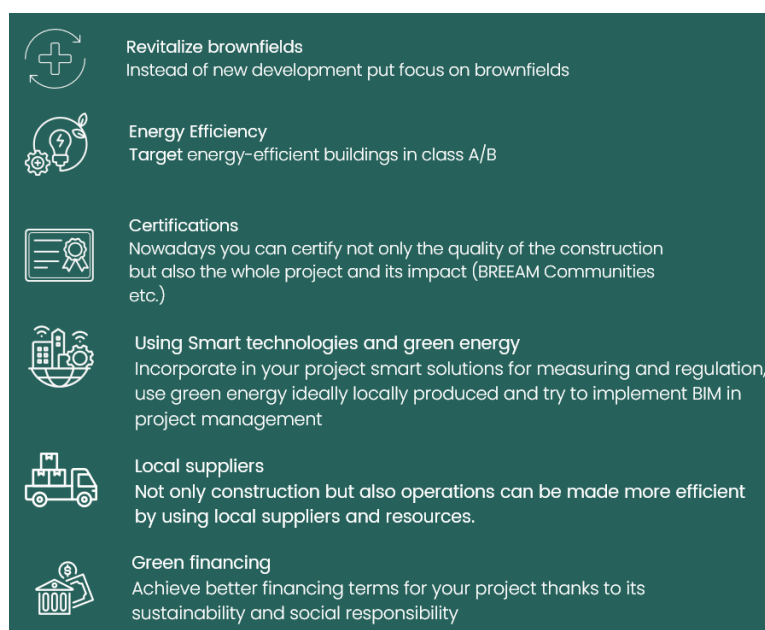 Revitalize brownfields
Instead of new development put focus on brownfields
Energy Efficiency
Target energy-efficient buildings in class A/B
Certifications
Nowadays you can certify not only the quality of the construction
but also the whole project and its impact (BREEAM Communities
etc.)
Using Smart technologies and green energy
Incorporate in your project smart solutions for measuring and regulation,
use green energy ideally locally produced and try to implement BIM in
project management
Local suppliers
Not only construction but also operations can be made more efficient
by using local suppliers and resources.
Green financing
Achieve better financing terms for your project thanks to its
sustainability and social responsibility